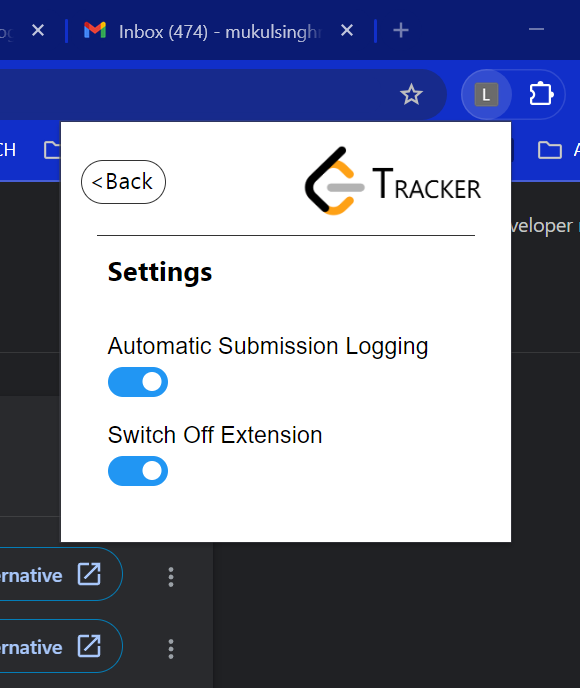 Inbox (474) - mukulsingh
L
CH
<Back
TRACKER
veloper
Settings
Automatic Submission Logging
Switch Off Extension
ernative
ernative